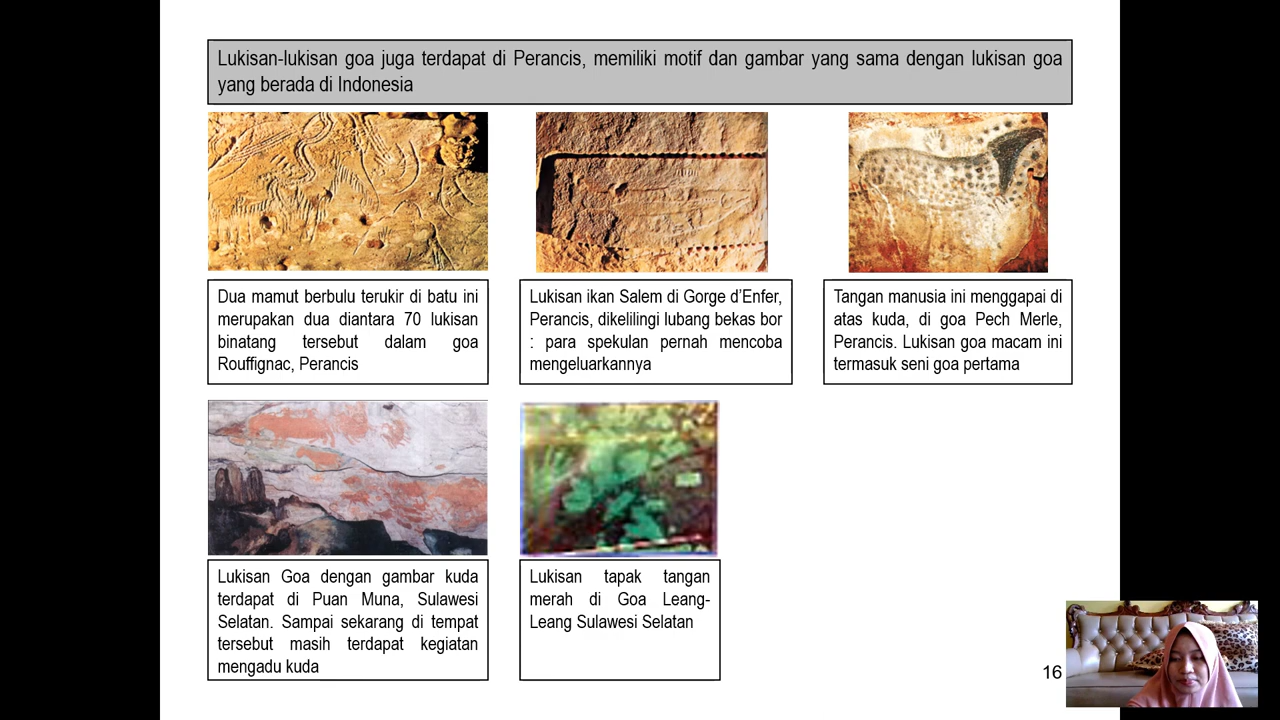 Lukisan-lukisan goa juga terdapat di Perancis, memiliki motif dan gambar yang sama dengan lukisan goa
yang berada di Indonesia
Dua mamut berbulu terukir di batu ini
merupakan dua diantara 70 lukisan
binatang tersebut dalam goa
Rouffignac, Perancis
Lukisan ikan Salem di Gorge d’Enfer,
Perancis, dikelilingi lubang bekas bor
: para spekulan pernah mencoba
mengeluarkannya
Tangan manusia ini menggapai di
atas kuda, di goa Pech Merle,
Perancis. Lukisan goa macam ini
termasuk seni goa pertama
Lukisan Goa dengan gambar kuda
terdapat di Puan Muna, Sulawesi
Selatan. Sampai sekarang di tempat
tersebut masih terdapat kegiatan
mengadu kuda
Lukisan tapak tangan
merah di Goa Leang-
Leang Sulawesi Selatan
16